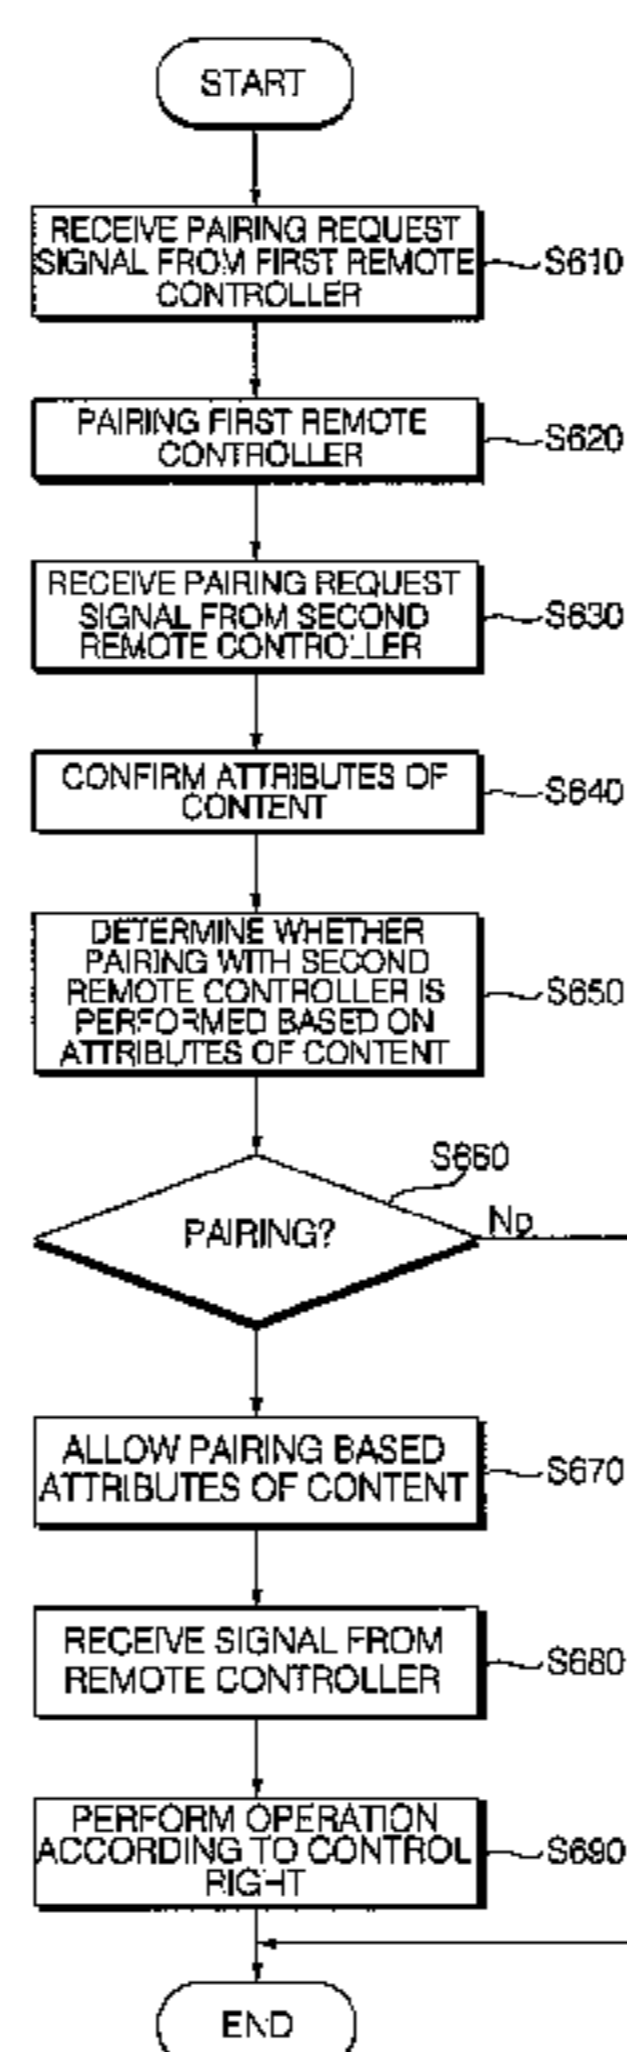 START
RECEIVE PAIRING REQUEST
SIGNAL FROM FIRST REMOTE
CONTROLLER
S610
PAIRING FIRST REMOTE
CONTROLLER
S620
RECEIVE PAIRING REQUEST
SIGNAL FROM SECOND
REMOTE CONTROLLER
S630
CONFIRM ATTRIBUTES OF
CONTENT
S640
DETERMINE WHETHER
PAIRING WITH SECOND
REMOTE CONTROLLER IS
PERFORMED BASED ON
ATTRIBUTES OF CONTENT
S650
S660
PAIRING?
No
ALLOW PAIRING BASED
ATTRIBUTES OF CONTENT
S670
RECEIVE SIGNAL FROM
REMOTE CONTROLLER
S680
PERFORM OPERATION
ACCORDING TO CONTROL
RIGHT
S690
END